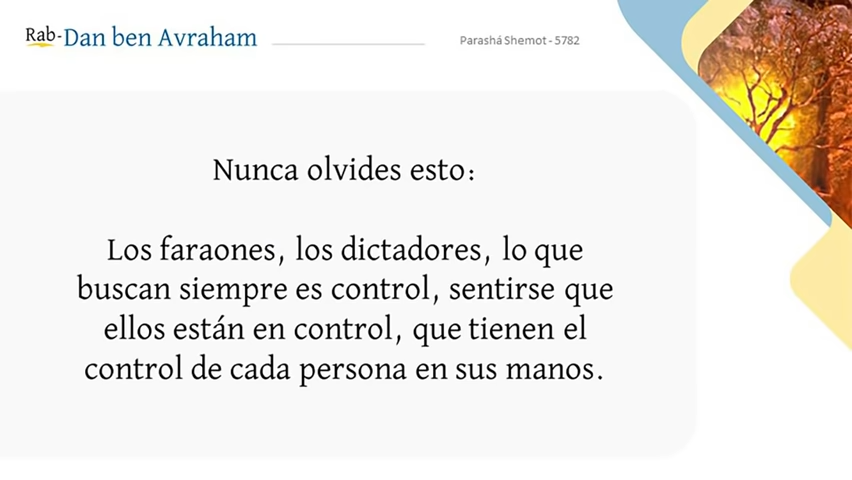 Rab-Dan ben Avraham
Parashá Shemot - 5782
Nunca olvides esto:
Los faraones, los dictadores, lo que
buscan siempre es control, sentirse que
ellos están en control, que tienen el
control de cada persona en sus manos.